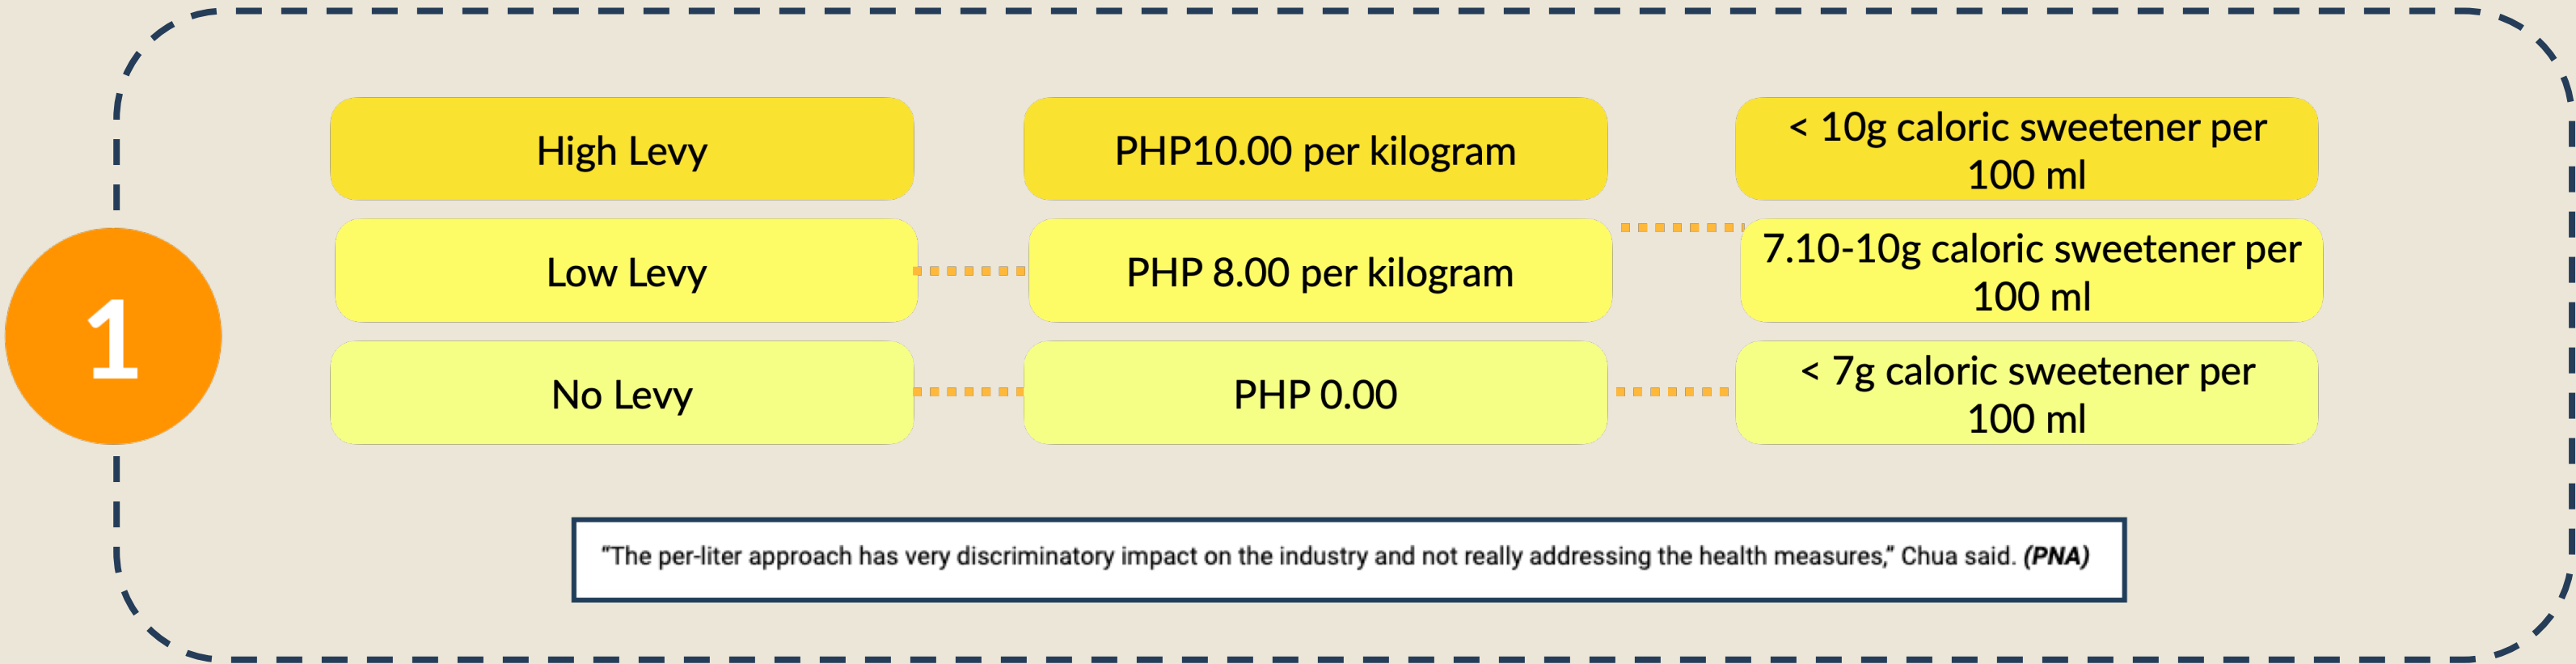 High Levy
PHP10.00 per kilogram
< 10g caloric sweetener per
100 ml
Low Levy
PHP 8.00 per kilogram
7.10-10g caloric sweetener per
100 ml
1
No Levy
PHP 0.00
< 7g caloric sweetener per
100 ml
“The per-liter approach has very discriminatory impact on the industry and not really addressing the health measures,” Chua said. (PNA)